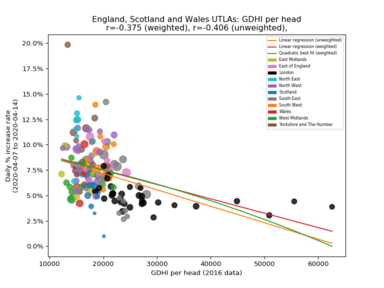 England, Scotland and Wales UTLAs: GDHI per head
r=-0.375 (weighted), r=-0.406 (unweighted),
Linear regression (unweighted)
Linear regression (weighted)
Quadratic best fit (weighted)
East Midlands
East of England
London
North East
North West
Scotland
South East
South West
Wales
West Midlands
Yorkshire and The Humber
Daily % increase rate
(2020-04-07 to 2020-04-14)
20.0%
17.5%
15.0%
12.5%
10.0%
7.5%
5.0%
2.5%
0.0%
10000 20000 30000 40000 50000 60000
GDHI per head (2016 data)